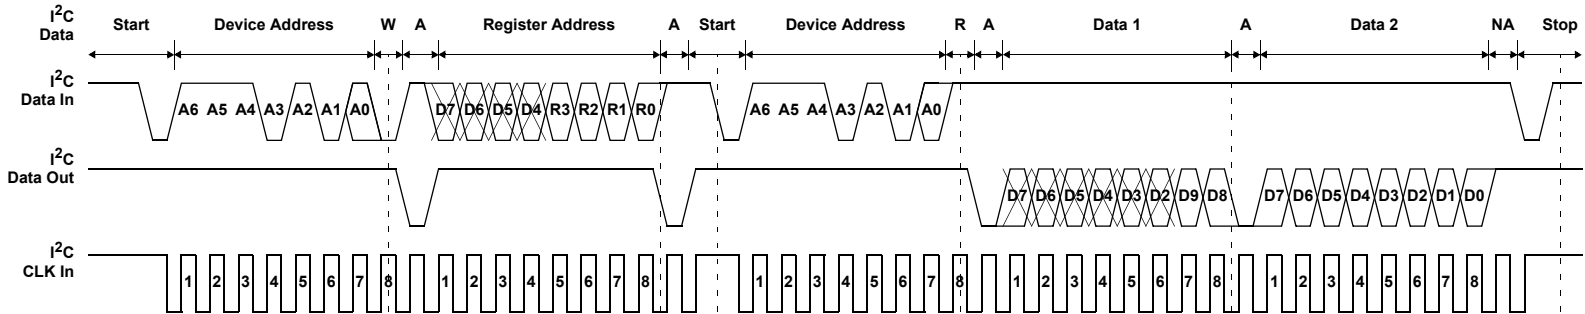 I2C Data
Start Device Address W A Register Address A Start Device Address R A Data 1 A Data 2 NA Stop
I2C Data In
A6 A5 A4 A3 A2 A1 A0 D7 D6 D5 D4 R3 R2 R1 R0 A6 A5 A4 A3 A2 A1 A0
I2C Data Out
D7 D6 D5 D4 D3 D2 D9 D8 D7 D6 D5 D4 D3 D2 D1 D0
I2C CLK In
1 2 3 4 5 6 7 8 1 2 3 4 5 6 7 8 1 2 3 4 5 6 7 8 1 2 3 4 5 6 7 8 1 2 3 4 5 6 7 8